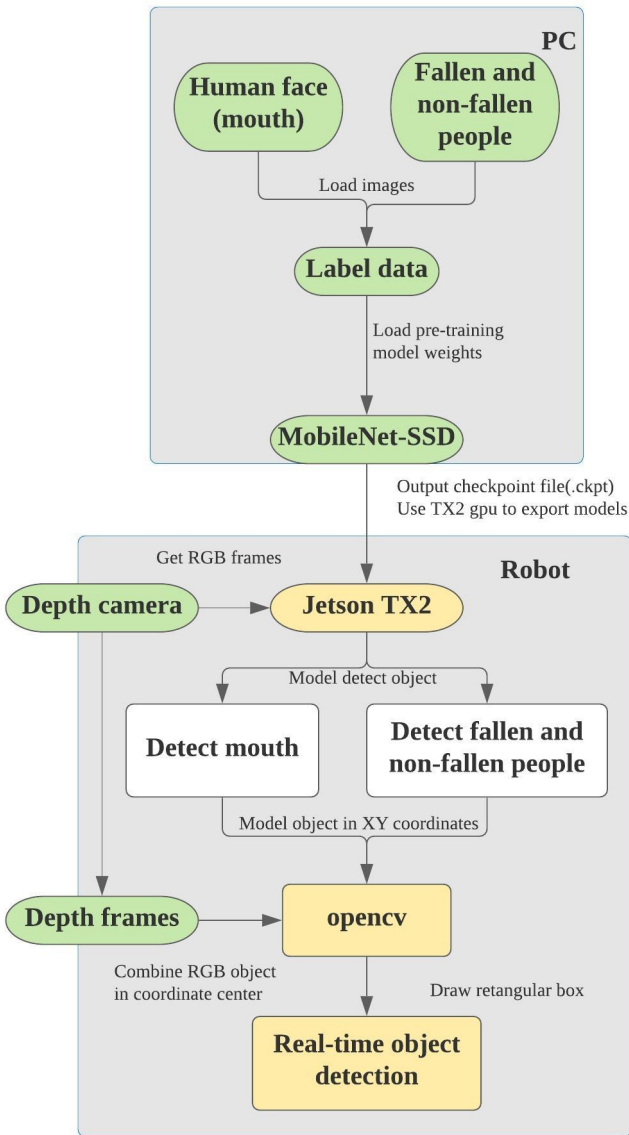 PC
Human face
(mouth)
Fallen and
non-fallen
people
Load images
Label data
Load pre-training
model weights
MobileNet-SSD
Output checkpoint file(.ckpt)
Use TX2 gpu to export models
Robot
Get RGB frames
Depth camera
Jetson TX2
Model detect object
Detect mouth
Detect fallen and
non-fallen people
Model object in XY coordinates
Depth frames
opencv
Combine RGB object
in coordinate center
Draw retangular box
Real-time object
detection